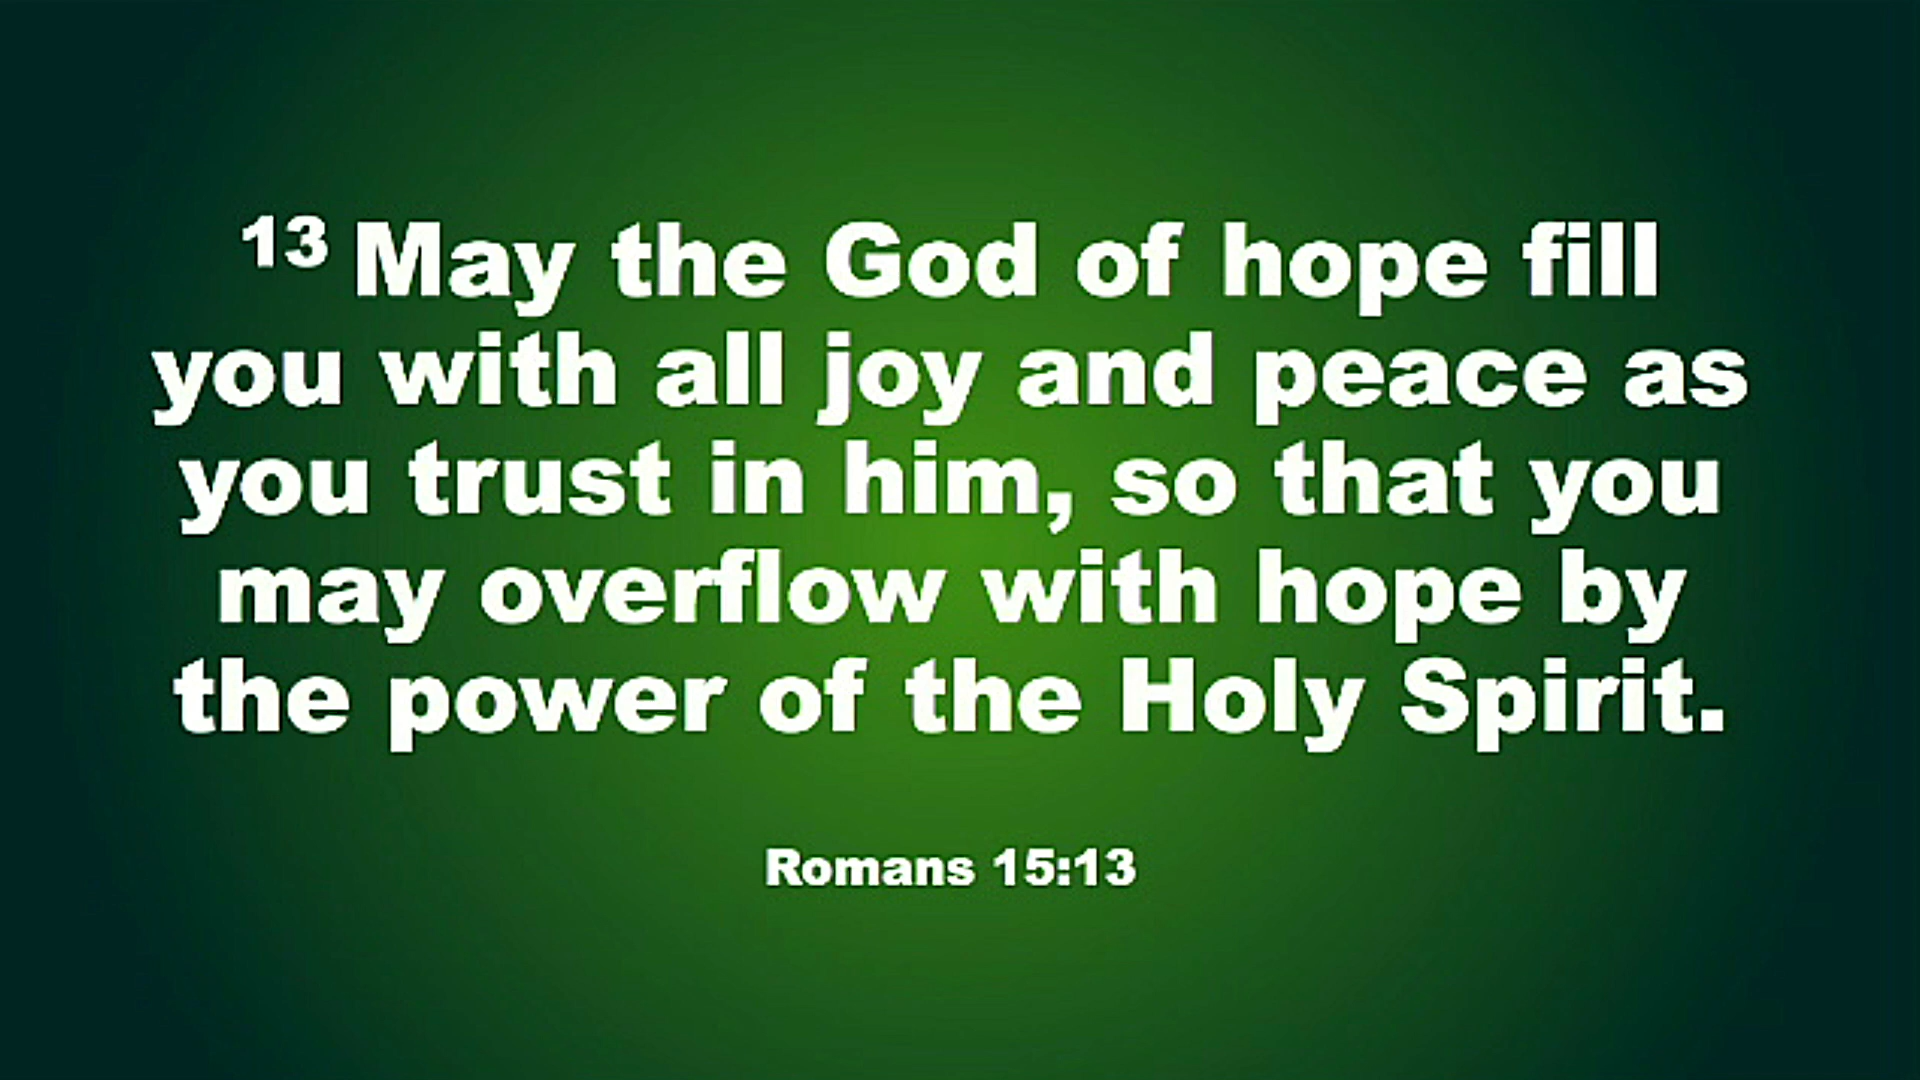 13 May the God of hope fill
you with all joy and peace as
you trust in him, so that you
may overflow with hope by
the power of the Holy Spirit.
Romans 15:13